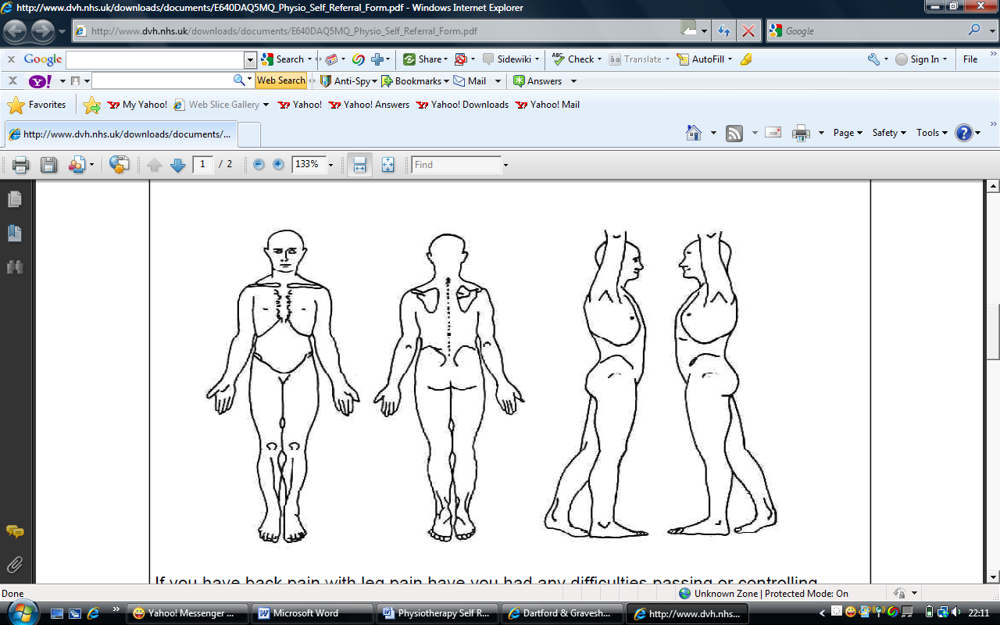 http://www.dvh.nhs.uk/downloads/documents/E640DAQ5MQ_Physio_Self_Referral_Form.pdf - Windows Internet Explorer
http://www.dvh.nhs.uk/downloads/documents/E640DAQ5MQ_Physio_Self_Referral_Form.pdf Google
x Google Search Share Sidewiki ABC Check Translate AutoFill Sign In File
x Y! Web Search Anti-Spy Bookmarks Mail Answers
Favorites My Yahoo! Web Slice Gallery Yahoo! Yahoo! Answers Yahoo! Downloads Yahoo! Mail
http://www.dvh.nhs.uk/downloads/documents/... Page Safety Tools
1 / 2 133% Find
If you have back pain with leg pain have you had any difficulties passing or controlling
Done Unknown Zone | Protected Mode: On
Yahoo! Messenger ... Microsoft Word Physiotherapy Self R... Dartford & Gravesh... http://www.dvh.nhs... 22:11